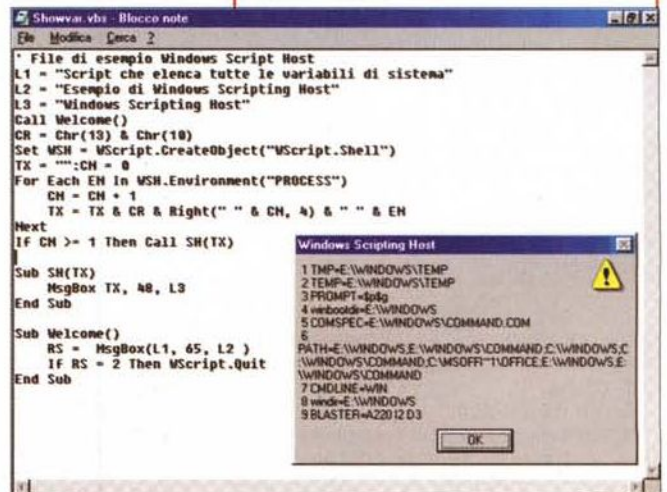 Showvar.vbs - Blocco note
File Modifica Cerca ?
' File di esempio Windows Script Host
L1 = "Script che elenca tutte le variabili di sistema"
L2 = "Esempio di Windows Scripting Host"
L3 = "Windows Scripting Host"
Call Welcome()
CR = Chr(13) & Chr(10)
Set WSH = WScript.CreateObject("WScript.Shell")
TX = "":CN = 0
For Each EN In WSH.Environment("PROCESS")
CN = CN + 1
TX = TX & CR & Right(" " & CN, 4) & " " & EN
Next
If CN >= 1 Then Call SH(TX)
Sub SH(TX)
MsgBox TX, 48, L3
End Sub
Sub Welcome()
RS = MsgBox(L1, 65, L2 )
If RS = 2 Then WScript.Quit
End Sub
Windows Scripting Host
1 TMP=E:\WINDOWS\TEMP
2 TEMP=E:\WINDOWS\TEMP
3 PROMPT=$p$g
4 winbootdir=E:\WINDOWS
5 COMSPEC=E:\WINDOWS\COMMAND.COM
6
PATH=E:\WINDOWS;E:\WINDOWS\COMMAND;C:\WINDOWS;C
:\WINDOWS\COMMAND;C:\MSOFFI~1\OFFICE;E:\WINDOWS;E:
\WINDOWS\COMMAND
7 CMDLINE=WIN
8 windir=E:\WINDOWS
9 BLASTER=A220 I2 D3
OK